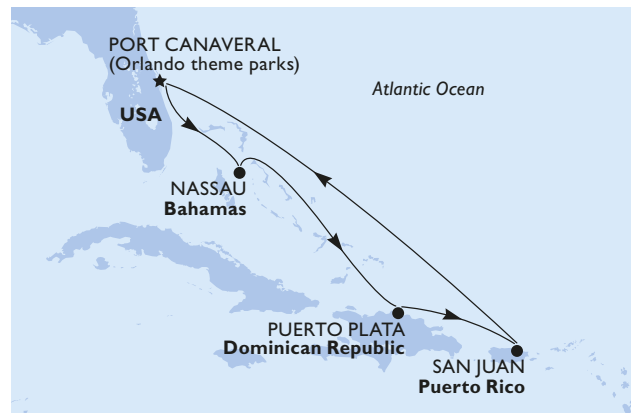 PORT CANAVERAL
(Orlando theme parks)
Atlantic Ocean
USA
NASSAU
Bahamas
PUERTO PLATA
Dominican Republic
SAN JUAN
Puerto Rico